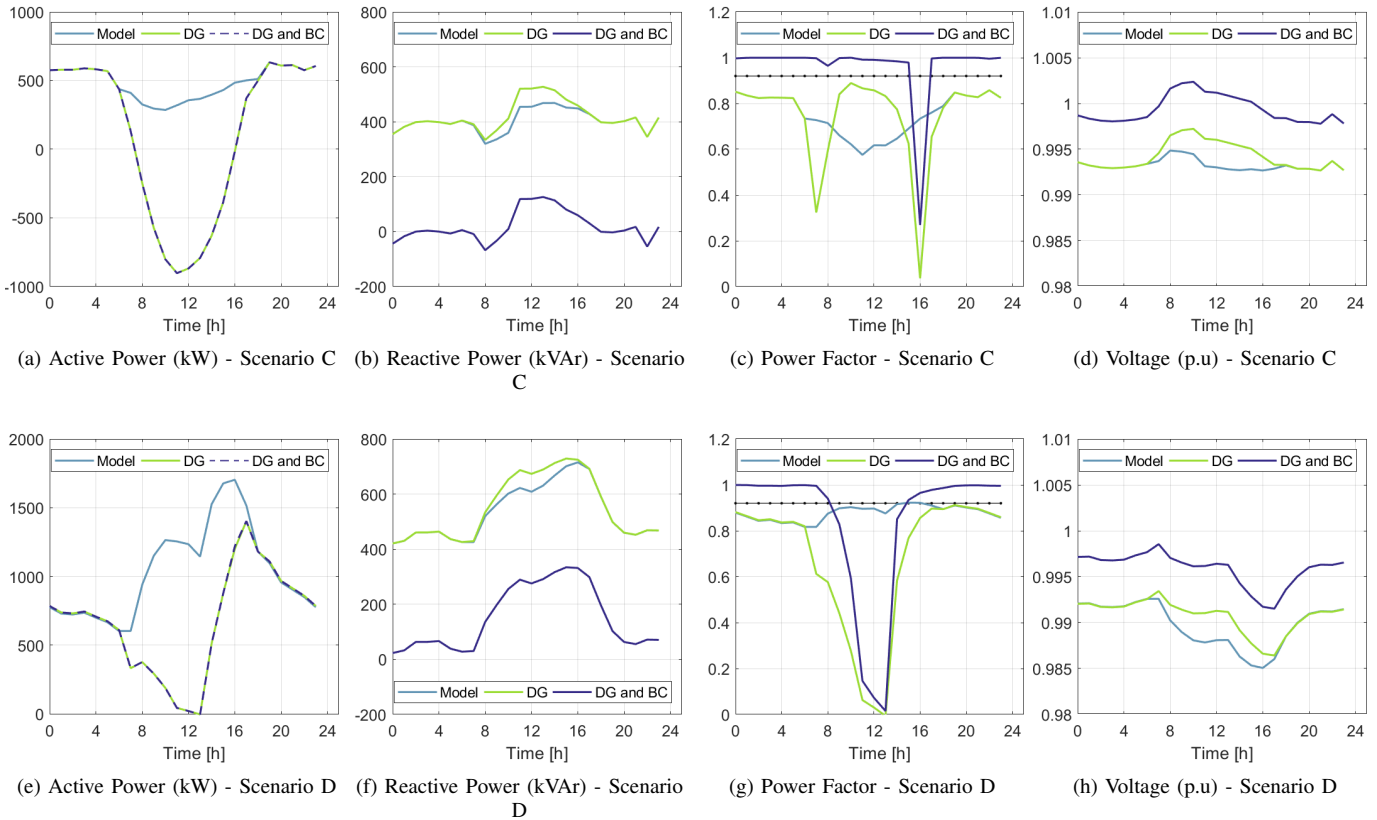 1000
500
0
-500
-1000
Model DG DG and BC
0 4 8 12 16 20 24
Time [h]
(a) Active Power (kW) - Scenario C
800
600
400
200
0
-200
Model DG DG and BC
0 4 8 12 16 20 24
Time [h]
(b) Reactive Power (kVAr) - Scenario
C
1.2
1
0.8
0.6
0.4
0.2
0
Model DG DG and BC
0 4 8 12 16 20 24
Time [h]
(c) Power Factor - Scenario C
1.01
1.005
1
0.995
0.99
0.985
0.98
Model DG DG and BC
0 4 8 12 16 20 24
Time [h]
(d) Voltage (p.u) - Scenario C
2000
1500
1000
500
0
Model DG DG and BC
0 4 8 12 16 20 24
Time [h]
(e) Active Power (kW) - Scenario D
800
600
400
200
0
-200
Model DG DG and BC
0 4 8 12 16 20 24
Time [h]
(f) Reactive Power (kVAr) - Scenario
D
1.2
1
0.8
0.6
0.4
0.2
0
Model DG DG and BC
0 4 8 12 16 20 24
Time [h]
(g) Power Factor - Scenario D
1.01
1.005
1
0.995
0.99
0.985
0.98
Model DG DG and BC
0 4 8 12 16 20 24
Time [h]
(h) Voltage (p.u) - Scenario D